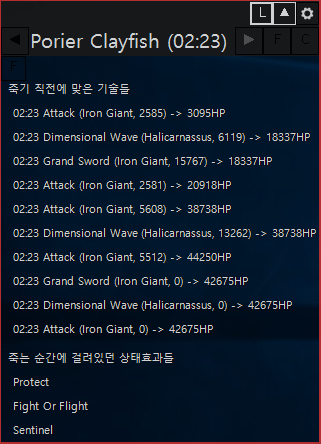 L ▲
◀ Porier Clayfish (02:23) ▶ F C
F
죽기 직전에 맞은 기술들
02:23 Attack (Iron Giant, 2585) -> 3095HP
02:23 Dimensional Wave (Halicarnassus, 6119) -> 18337HP
02:23 Grand Sword (Iron Giant, 15767) -> 18337HP
02:23 Attack (Iron Giant, 2581) -> 20918HP
02:23 Attack (Iron Giant, 5608) -> 38738HP
02:23 Dimensional Wave (Halicarnassus, 13262) -> 38738HP
02:23 Attack (Iron Giant, 5512) -> 44250HP
02:23 Grand Sword (Iron Giant, 0) -> 42675HP
02:23 Dimensional Wave (Halicarnassus, 0) -> 42675HP
02:23 Attack (Iron Giant, 0) -> 42675HP
죽는 순간에 걸려있던 상태효과들
Protect
Fight Or Flight
Sentinel